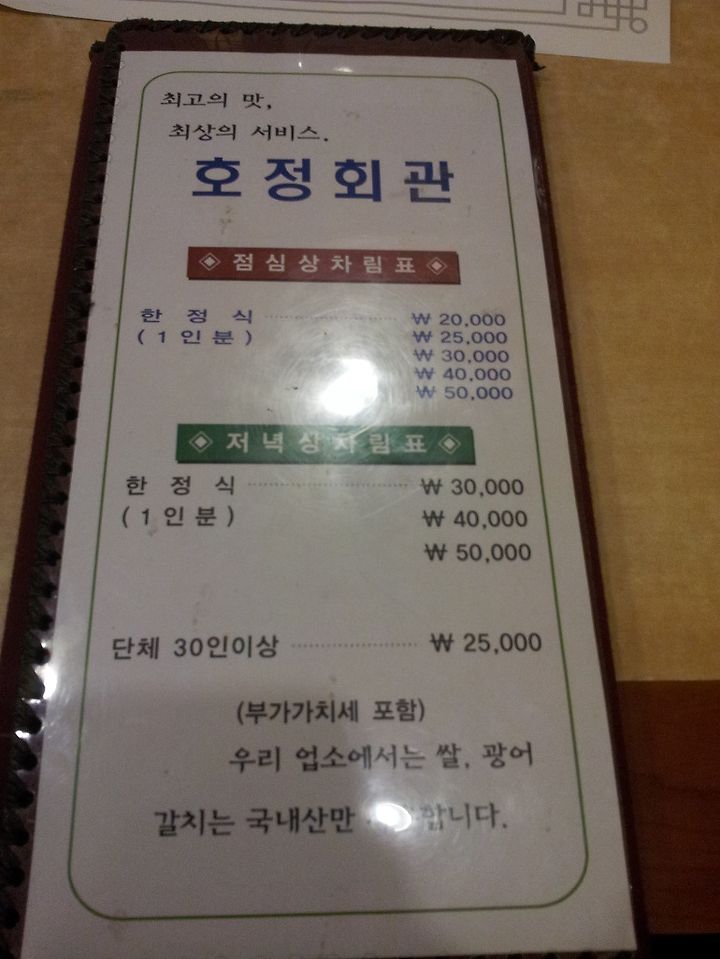 최고의 맛,
최상의 서비스.
호정회관
점심상차림표
한 정 식 ₩ 20,000
(1인분) ₩ 25,000
₩ 30,000
₩ 40,000
₩ 50,000
저녁상차림표
한 정 식 ₩ 30,000
(1인분) ₩ 40,000
₩ 50,000
단체 30인이상 ₩ 25,000
(부가가치세 포함)
우리 업소에서는 쌀, 광어
갈치는 국내산만